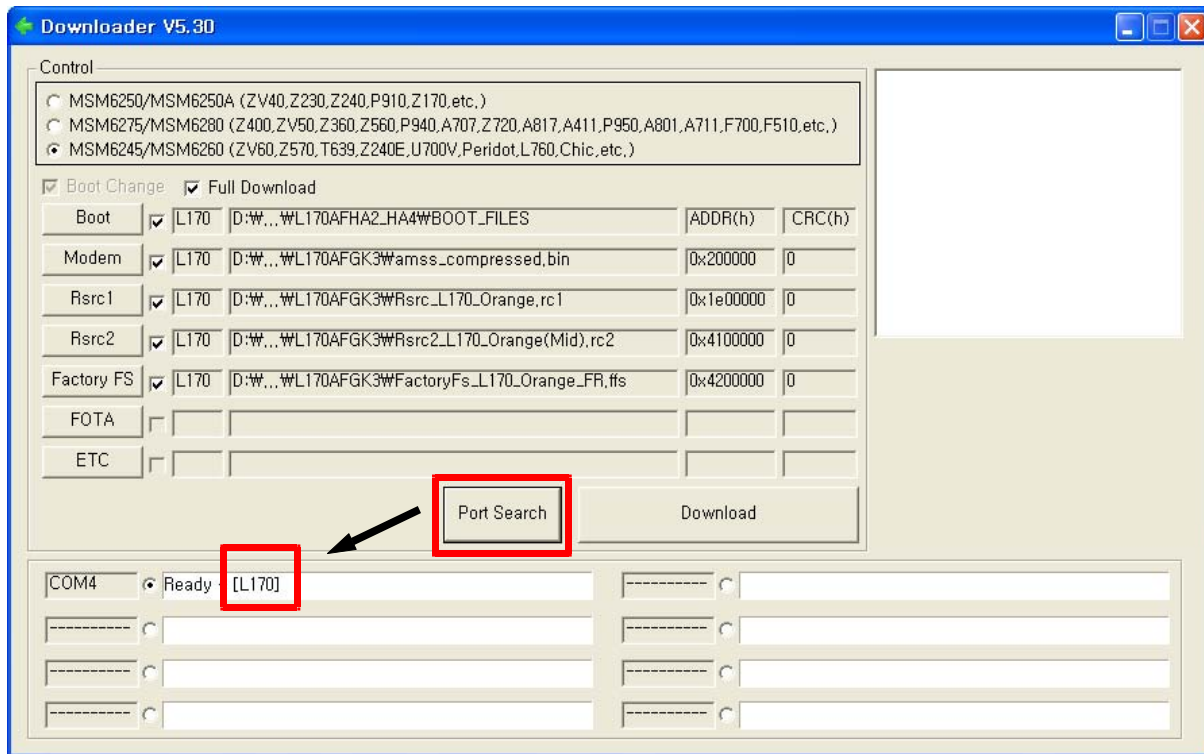 Downloader V5.30
Control
MSM6250/MSM6250A (ZV40,Z230,Z240,P910,Z170,etc,)
MSM6275/MSM6280 (Z400,ZV50,Z360,Z560,P940,A707,Z720,A817,A411,P950,A801,A711,F700,F510,etc,)
MSM6245/MSM6260 (ZV60,Z570,T639,Z240E,U700V,Peridot,L760,Chic,etc,)
Boot Change Full Download
Boot L170 D:₩,,,₩L170AFHA2_HA4₩BOOT_FILES ADDR(h) CRC(h)
Modem L170 D:₩,,,₩L170AFGK3₩amss_compressed,bin 0x200000 0
Rsrc1 L170 D:₩,,,₩L170AFGK3₩Rsrc_L170_Orange,rc1 0x1e00000 0
Rsrc2 L170 D:₩,,,₩L170AFGK3₩Rsrc2_L170_Orange(Mid),rc2 0x4100000 0
Factory FS L170 D:₩,,,₩L170AFGK3₩FactoryFs_L170_Orange_FR,ffs 0x4200000 0
FOTA
ETC
Port Search Download
COM4 Ready - [L170] ----------
---------- ----------
---------- ----------
---------- ----------